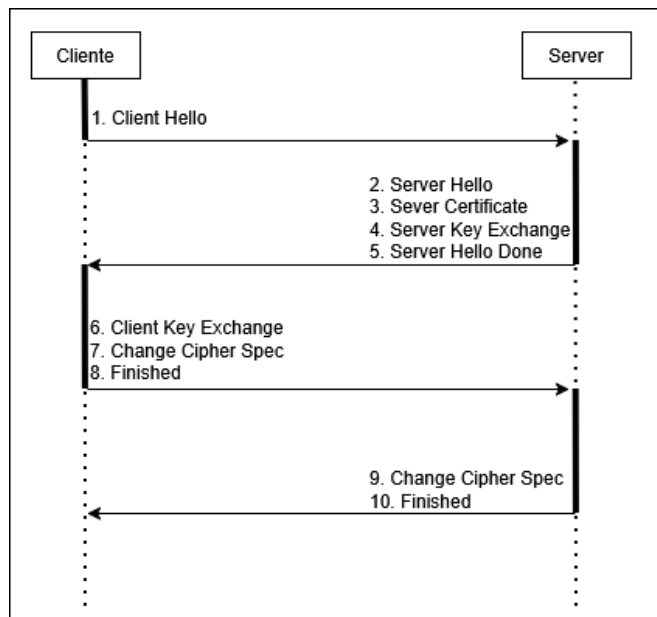 Cliente
Server
1. Client Hello
2. Server Hello
3. Sever Certificate
4. Server Key Exchange
5. Server Hello Done
6. Client Key Exchange
7. Change Cipher Spec
8. Finished
9. Change Cipher Spec
10. Finished